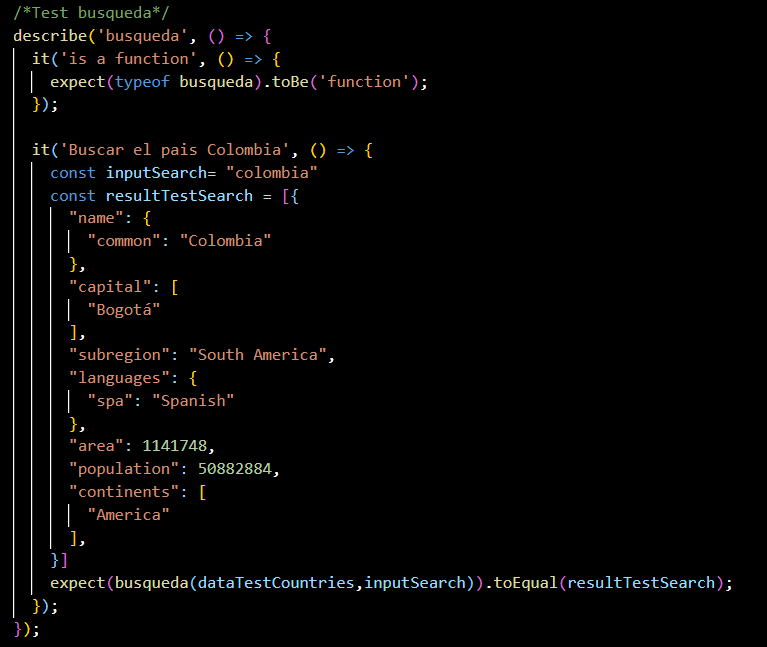 /*Test busqueda*/
describe('busqueda', () => {
  it('is a function', () => {
    expect(typeof busqueda).toBe('function');
  });

  it('Buscar el pais Colombia', () => {
    const inputSearch= "colombia"
    const resultTestSearch = [{
      "name": {
        "common": "Colombia"
      },
      "capital": [
        "Bogotá"
      ],
      "subregion": "South America",
      "languages": {
        "spa": "Spanish"
      },
      "area": 1141748,
      "population": 50882884,
      "continents": [
        "America"
      ],
    }]
    expect(busqueda(dataTestCountries,inputSearch)).toEqual(resultTestSearch);
  });
});